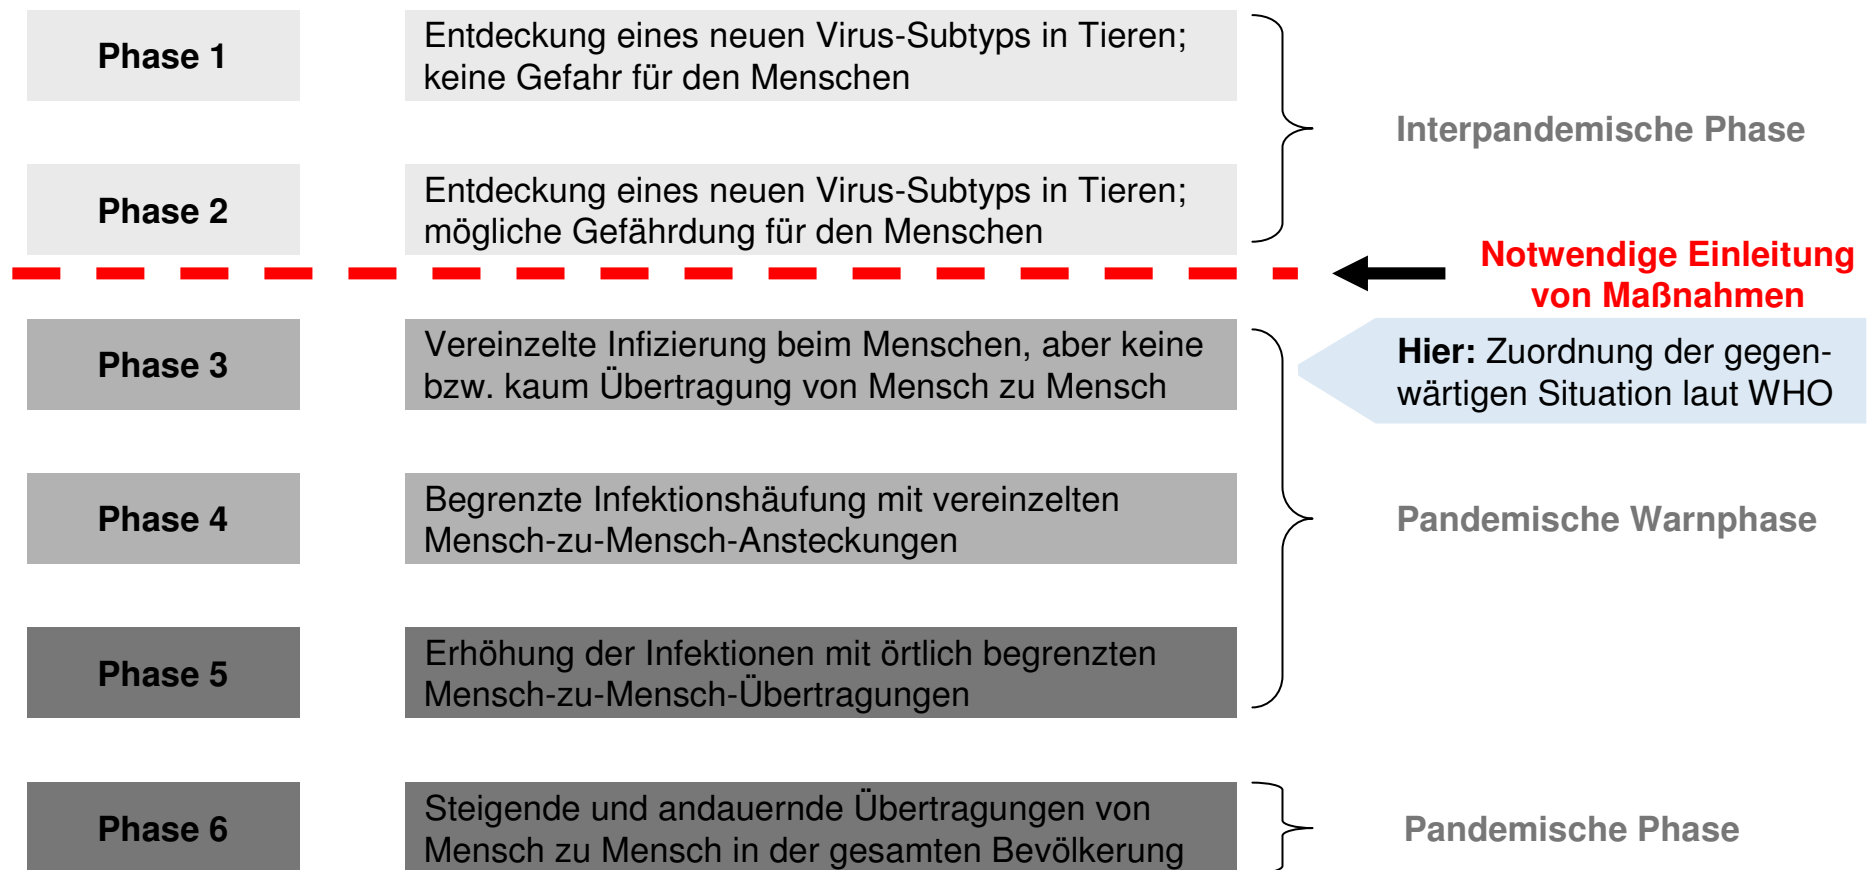 Phase 1
Entdeckung eines neuen Virus-Subtyps in Tieren;
keine Gefahr für den Menschen
Interpandemische Phase
Phase 2
Entdeckung eines neuen Virus-Subtyps in Tieren;
mögliche Gefährdung für den Menschen
Notwendige Einleitung
von Maßnahmen
Phase 3
Vereinzelte Infizierung beim Menschen, aber keine
bzw. kaum Übertragung von Mensch zu Mensch
Hier: Zuordnung der gegen-
wärtigen Situation laut WHO
Phase 4
Begrenzte Infektionshäufung mit vereinzelten
Mensch-zu-Mensch-Ansteckungen
Pandemische Warnphase
Phase 5
Erhöhung der Infektionen mit örtlich begrenzten
Mensch-zu-Mensch-Übertragungen
Phase 6
Steigende und andauernde Übertragungen von
Mensch zu Mensch in der gesamten Bevölkerung
Pandemische Phase